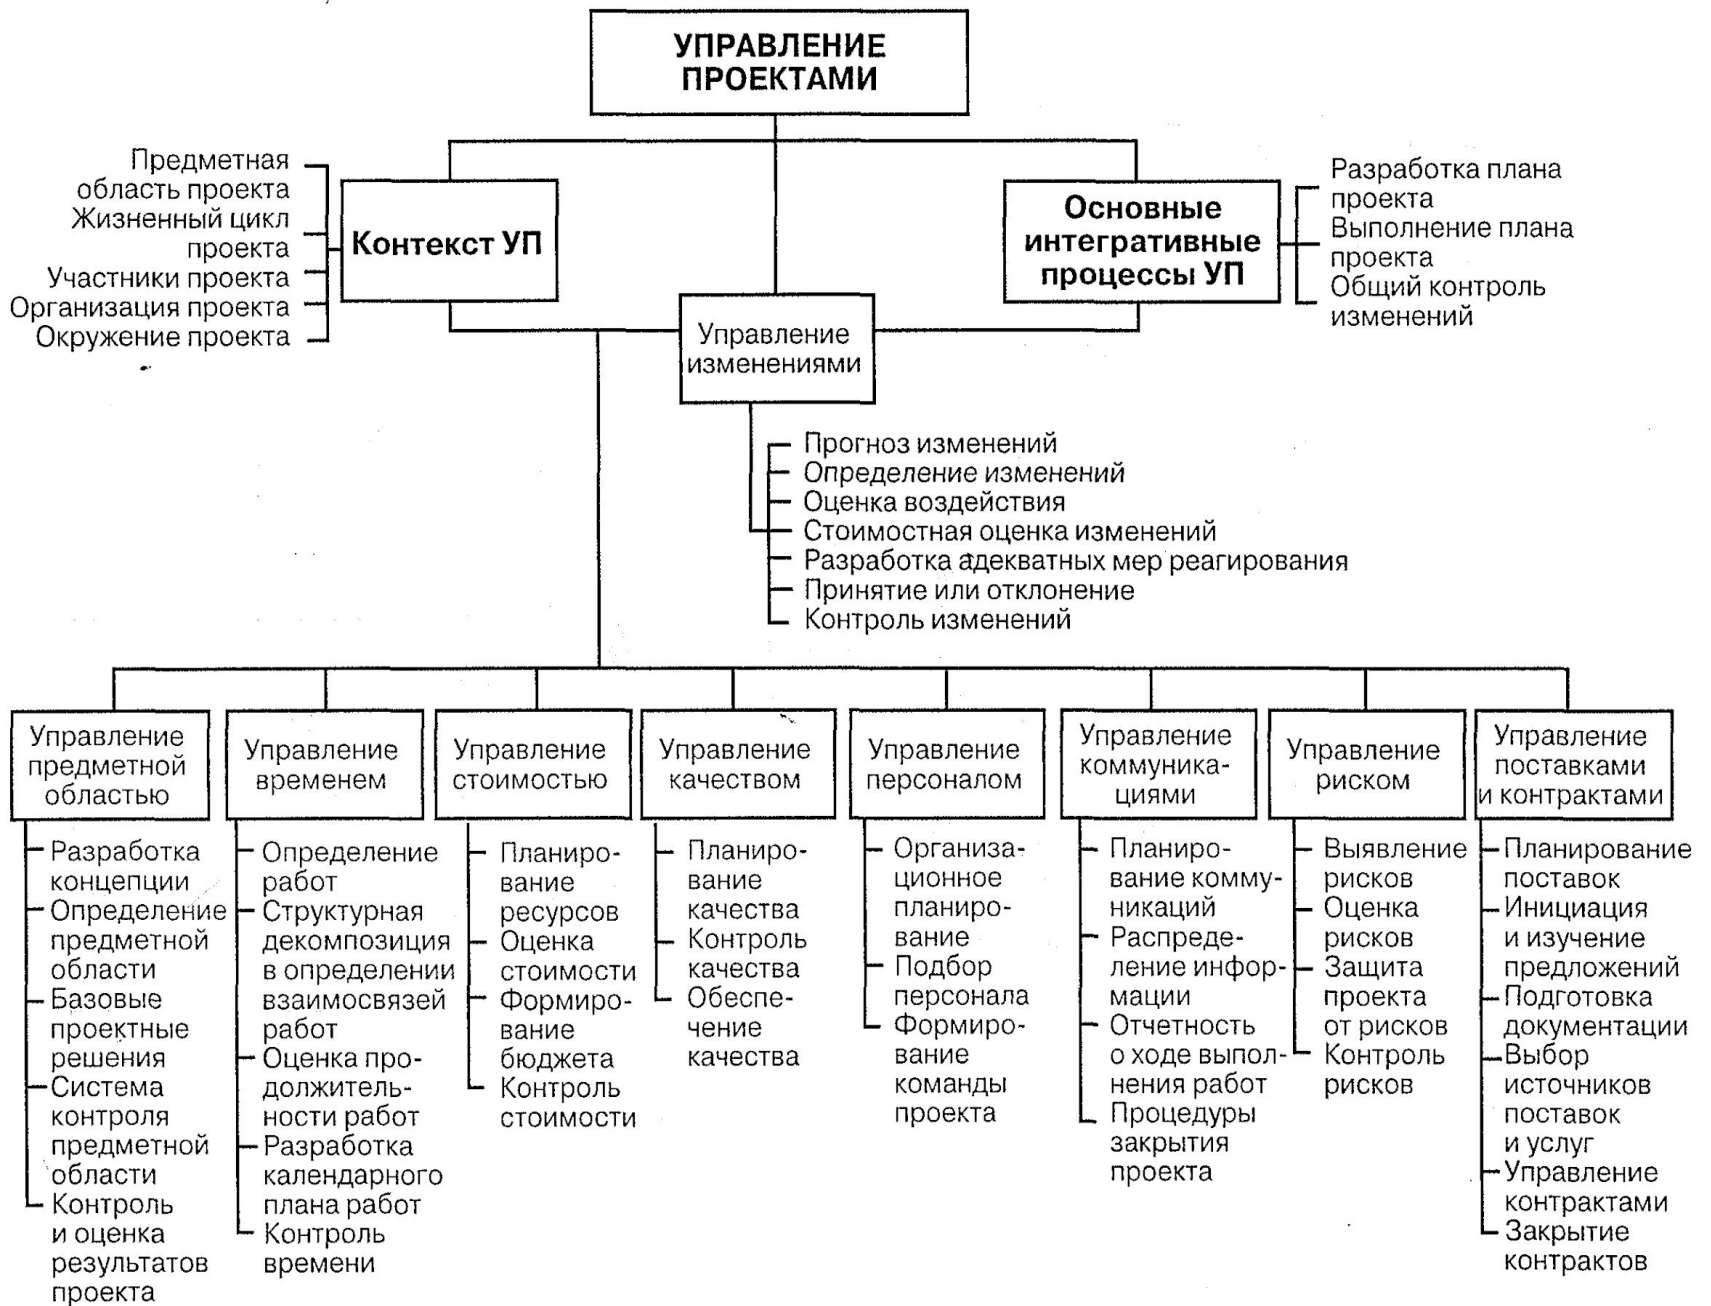 УПРАВЛЕНИЕ
ПРОЕКТАМИ
Предметная
область проекта
Жизненный цикл
проекта
Участники проекта
Организация проекта
Окружение проекта
Контекст УП
Основные
интегративные
процессы УП
Разработка плана
проекта
Выполнение плана
проекта
Общий контроль
изменений
Управление
изменениями
Прогноз изменений
Определение изменений
Оценка воздействия
Стоимостная оценка изменений
Разработка адекватных мер реагирования
Принятие или отклонение
Контроль изменений
Управление
предметной
областью
Разработка
концепции
Определение
предметной
области
Базовые
проектные
решения
Система
контроля
предметной
области
Контроль
и оценка
результатов
проекта
Управление
временем
Определение
работ
Структурная
декомпозиция
в определении
взаимосвязей
работ
Оценка про-
должитель-
ности работ
Разработка
календарного
плана работ
Контроль
времени
Управление
стоимостью
Планиро-
вание
ресурсов
Оценка
стоимости
Формиро-
вание
бюджета
Контроль
стоимости
Управление
качеством
Планиро-
вание
качества
Контроль
качества
Обеспе-
чение
качества
Управление
персоналом
Организа-
ционное
планиро-
вание
Подбор
персонала
Формиро-
вание
команды
проекта
Управление
коммуника-
циями
Планиро-
вание комму-
никаций
Распреде-
ление инфор-
мации
Отчетность
о ходе выпол-
нения работ
Процедуры
закрытия
проекта
Управление
риском
Выявление
рисков
Оценка
рисков
Защита
проекта
от рисков
Контроль
рисков
Управление
поставками
и контрактами
Планирование
поставок
Инициация
и изучение
предложений
Подготовка
документации
Выбор
источников
поставок
и услуг
Управление
контрактами
Закрытие
контрактов